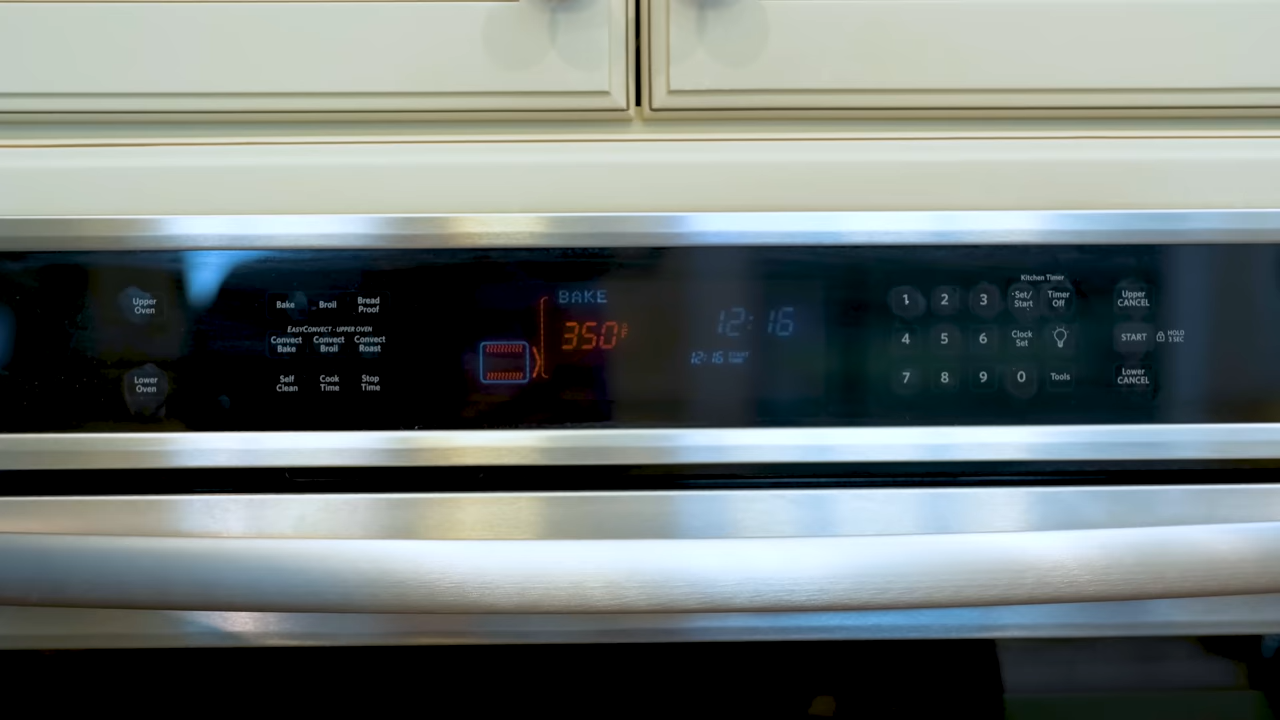 Upper
Oven
Lower
Oven
Bake Broil Bread
Proof
EASYCONVECT - UPPER OVEN
Convect
Bake Convect
Broil Convect
Roast
Self
Clean Cook
Time Stop
Time
BAKE
350°F
12:16
12:16 START
TIME
Kitchen Timer
1 2 3 Set/
Start Timer
Off
4 5 6 Clock
Set
7 8 9 0 Tools
Upper
CANCEL
START HOLD
3 SEC
Lower
CANCEL